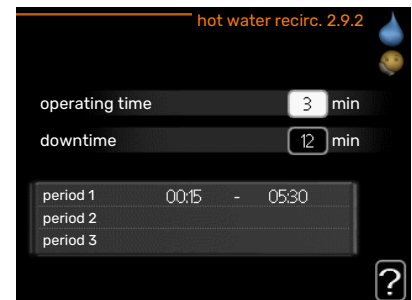 hot water recirc. 2.9.2
operating time 3 min
downtime 12 min
period 1 00:15 - 05:30
period 2
period 3
?